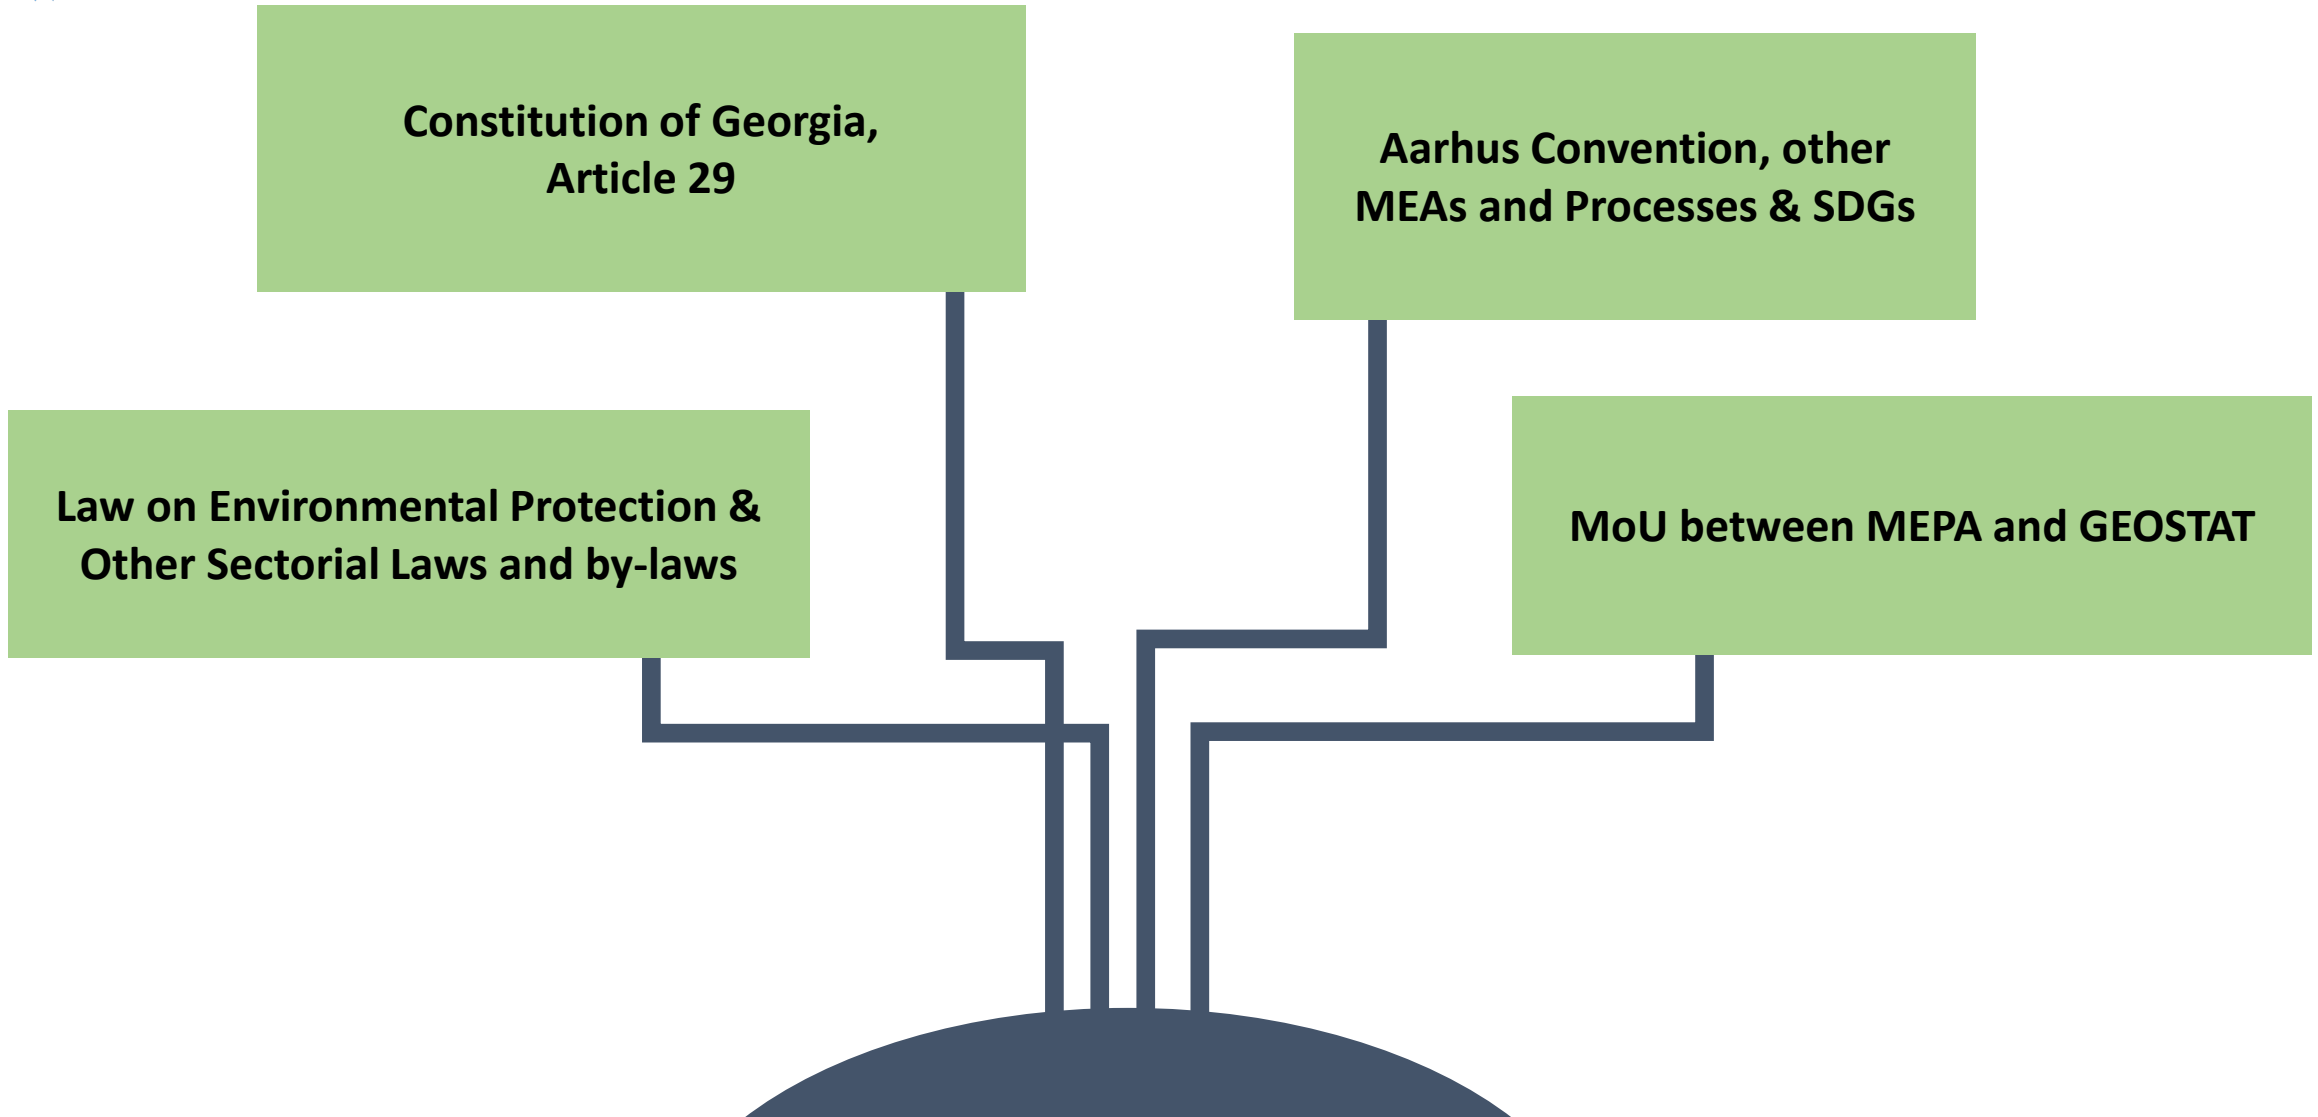 Constitution of Georgia,
Article 29
Aarhus Convention, other
MEAs and Processes & SDGs
Law on Environmental Protection &
Other Sectorial Laws and by-laws
MoU between MEPA and GEOSTAT